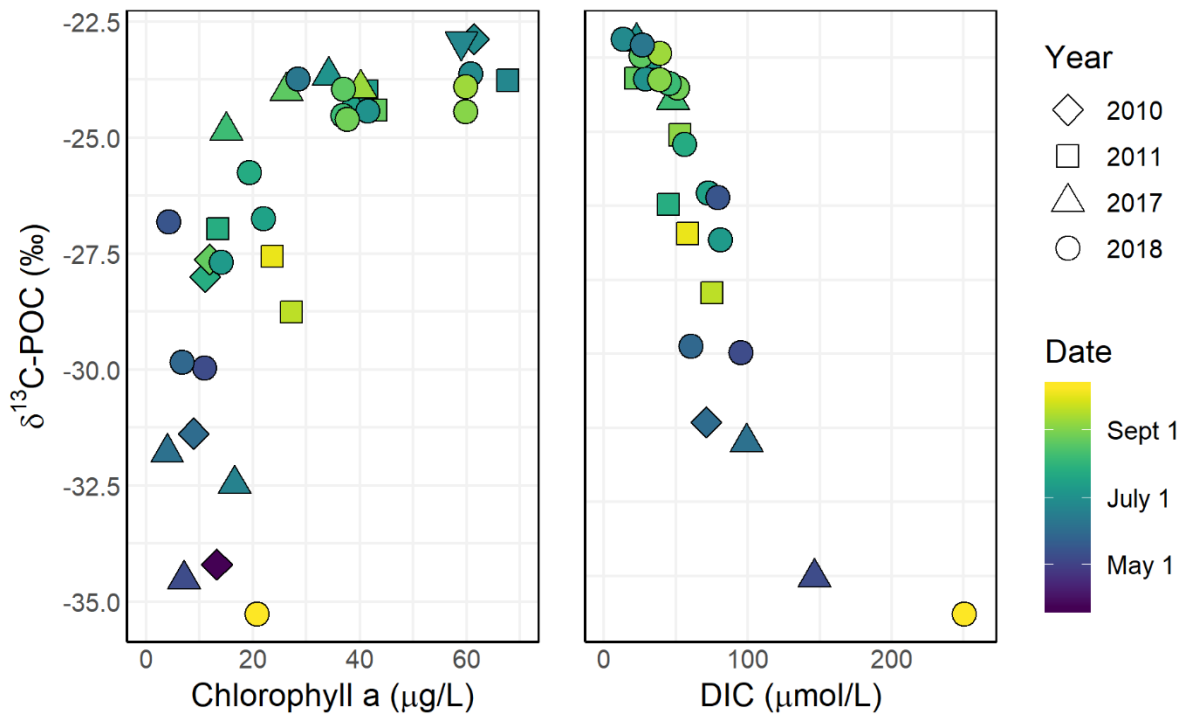 δ¹³C-POC (‰)
-22.5
-25.0
-27.5
-30.0
-32.5
-35.0
0 20 40 60
Chlorophyll a (μg/L)
0 100 200
DIC (μmol/L)
Year
2010
2011
2017
2018
Date
Sept 1
July 1
May 1